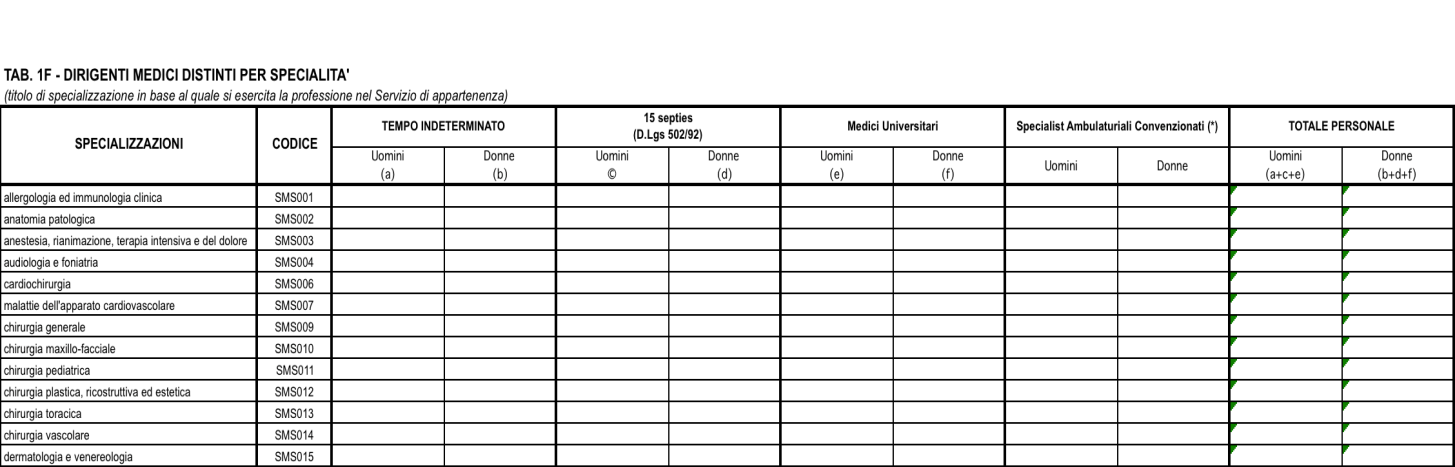 TAB. 1F - DIRIGENTI MEDICI DISTINTI PER SPECIALITA'
(titolo di specializzazione in base al quale si esercita la professione nel Servizio di appartenenza)
SPECIALIZZAZIONI CODICE TEMPO INDETERMINATO 15 septies (D.Lgs 502/92) Medici Universitari Specialist Ambulaturiali Convenzionati (*) TOTALE PERSONALE
Uomini Donne Uomini Donne Uomini Donne Uomini Donne Uomini Donne
(a) (b) © (d) (e) (f) (a+c+e) (b+d+f)
allergologia ed immunologia clinica SMS001
anatomia patologica SMS002
anestesia, rianimazione, terapia intensiva e del dolore SMS003
audiologia e foniatria SMS004
cardiochirurgia SMS006
malattie dell'apparato cardiovascolare SMS007
chirurgia generale SMS009
chirurgia maxillo-facciale SMS010
chirurgia pediatrica SMS011
chirurgia plastica, ricostruttiva ed estetica SMS012
chirurgia toracica SMS013
chirurgia vascolare SMS014
dermatologia e venereologia SMS015